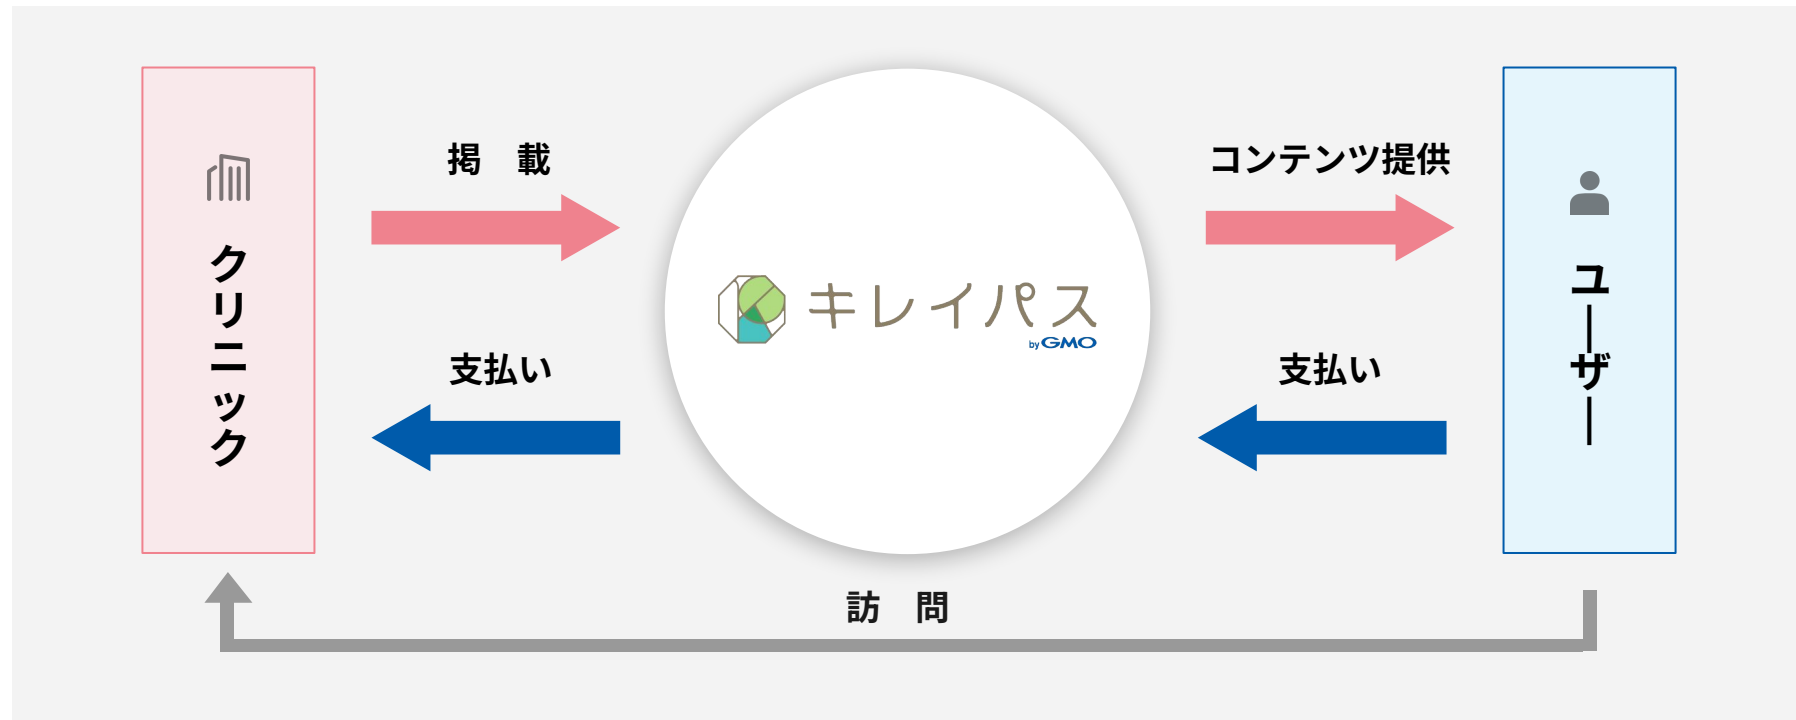 クリニック
掲　載
支払い
キレイパス
by GMO
コンテンツ提供
支払い
ユーザー
訪　問